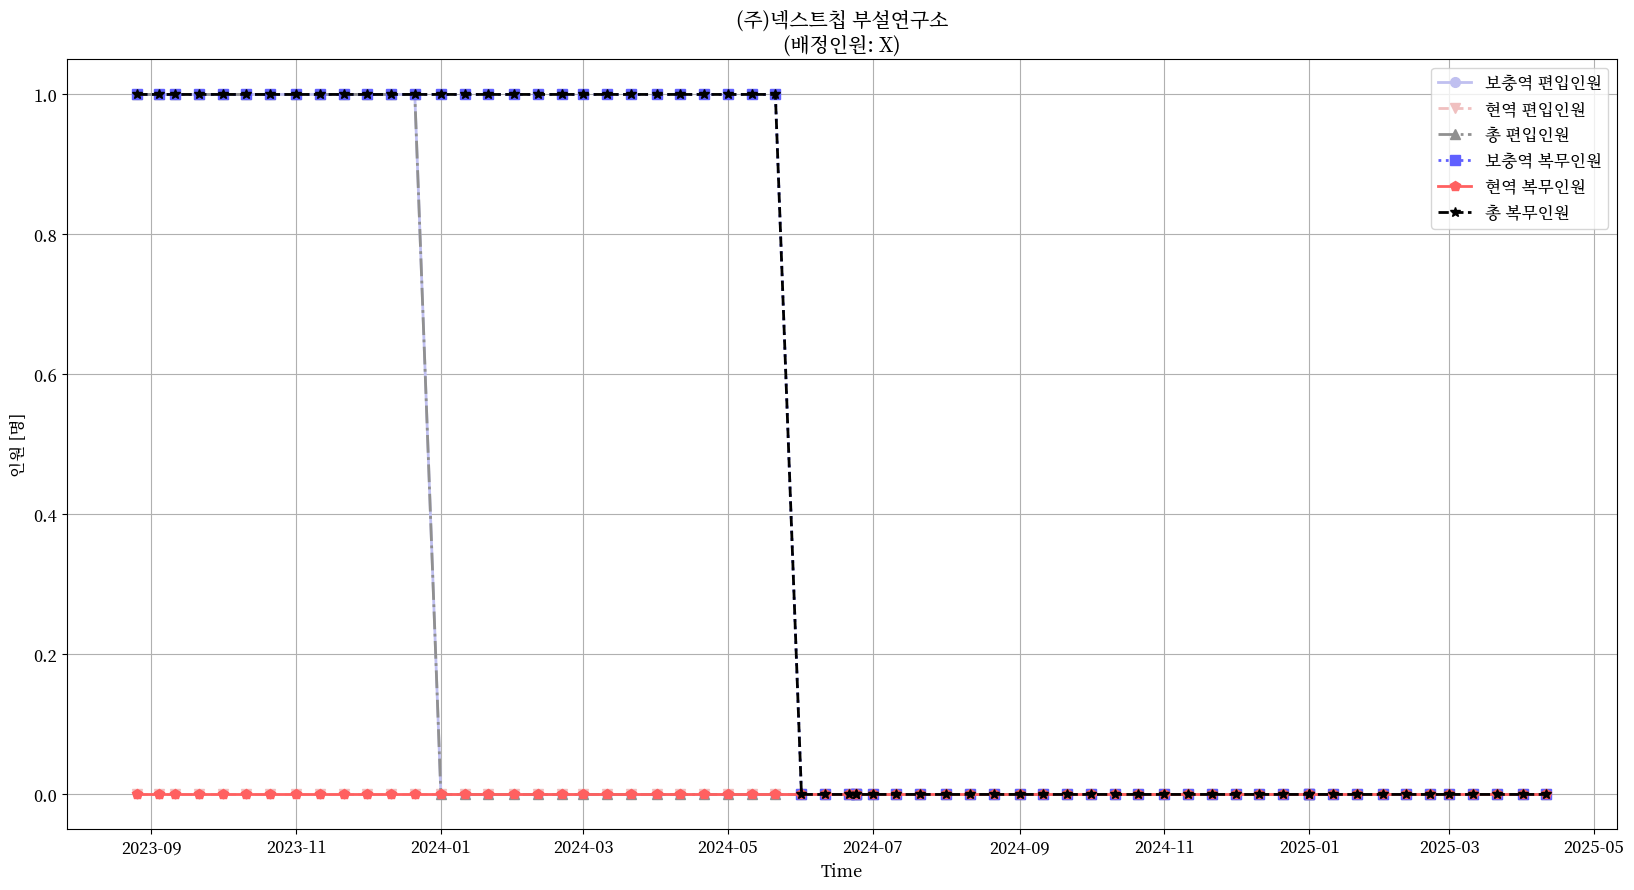 (주)넥스트칩 부설연구소
(배정인원: X)
보충역 편입인원
현역 편입인원
총 편입인원
보충역 복무인원
현역 복무인원
총 복무인원
인원 [명]
1.0
0.8
0.6
0.4
0.2
0.0
2023-09
2023-11
2024-01
2024-03
2024-05
2024-07
2024-09
2024-11
2025-01
2025-03
2025-05
Time